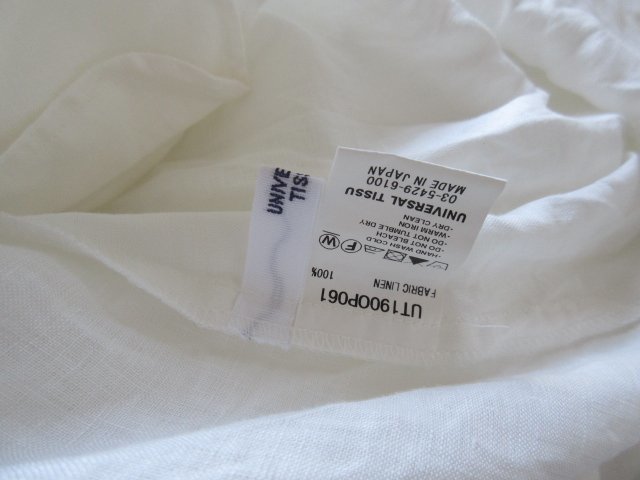 UNIVE
TISS
UT1900P061
FABRIC LINEN
100%
-HAND WASH COLD
-DO NOT BLEACH
-DO NOT TUMBLE DRY
-WARM IRON
-DRY CLEAN
UNIVERSAL TISSU
03-5429-6100
MADE IN JAPAN